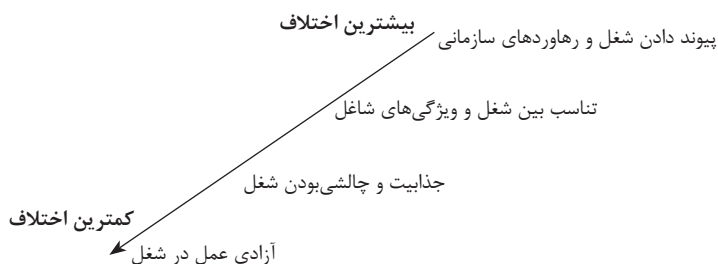 بیشترین اختلاف
پیوند دادن شغل و رهاوردهای سازمانی
تناسب بین شغل و ویژگی‌های شاغل
جذابیت و چالشی‌بودن شغل
کمترین اختلاف
آزادی عمل در شغل